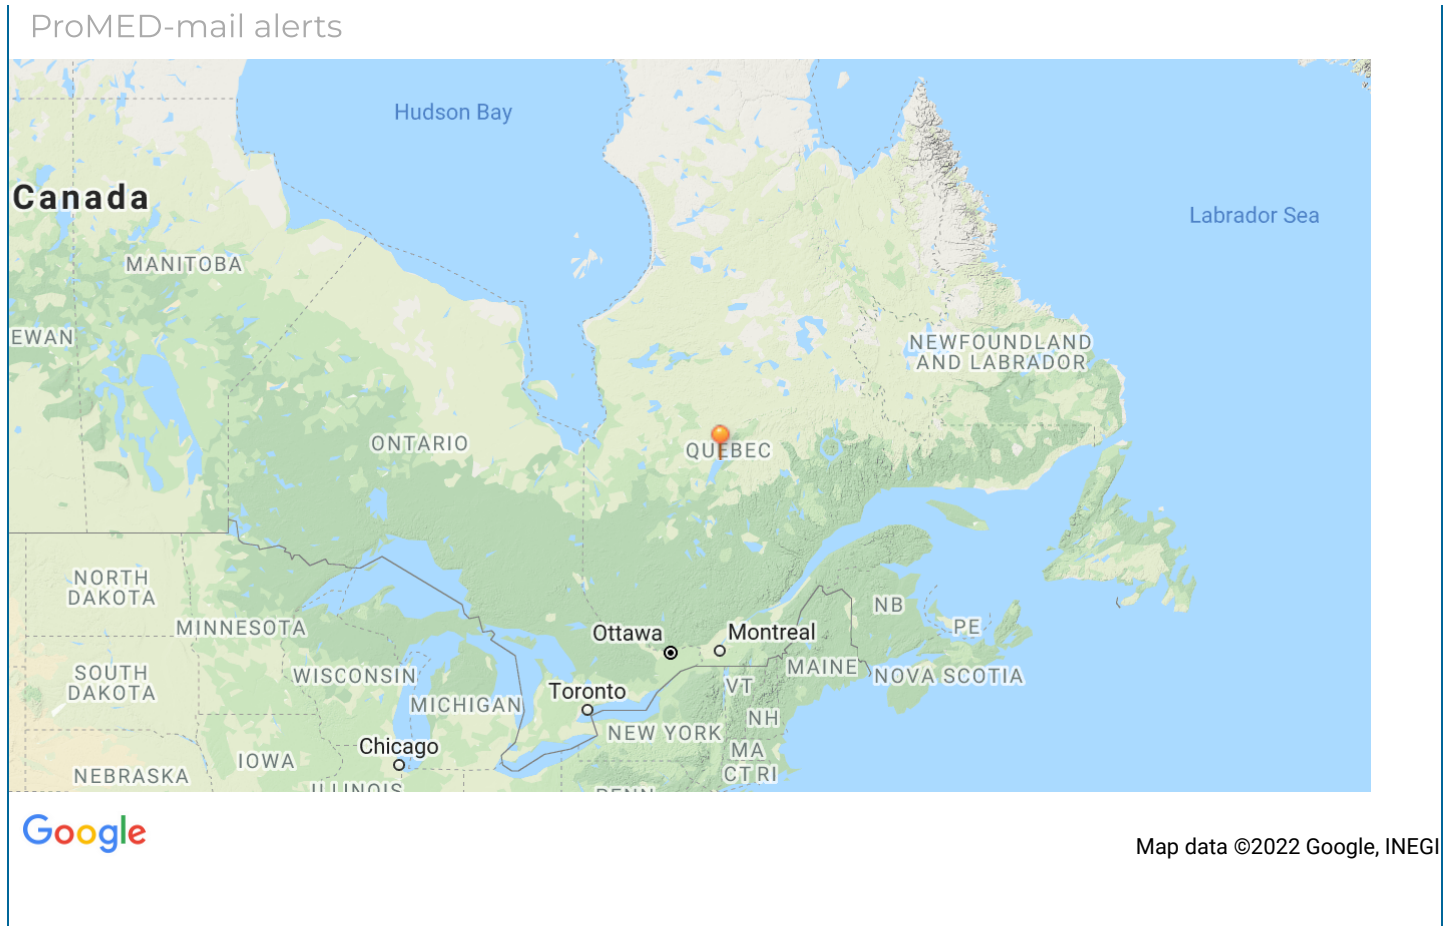 ProMED-mail alerts
Hudson Bay
Canada
Labrador Sea
MANITOBA
EWAN
NEWFOUNDLAND
AND LABRADOR
ONTARIO
QUEBEC
NORTH
DAKOTA
NB
MINNESOTA
PE
Ottawa
Montreal
SOUTH
DAKOTA
WISCONSIN
MAINE
NOVA SCOTIA
VT
MICHIGAN
Toronto
NH
NEW YORK
Chicago
MA
IOWA
CT RI
NEBRASKA
ILLINOIS
PENN
Google
Map data ©2022 Google, INEGI